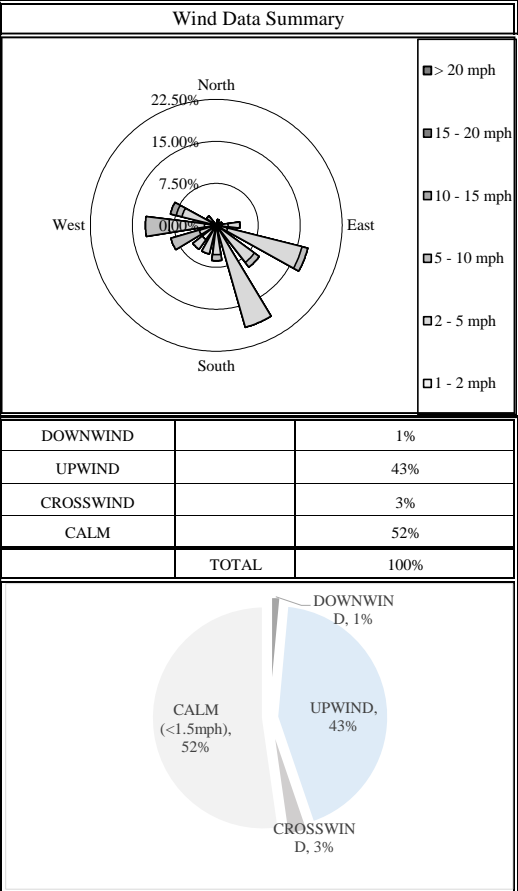 Wind Data Summary
North
22.50%
15.00%
7.50%
0.00%
West
East
South
> 20 mph
15 - 20 mph
10 - 15 mph
5 - 10 mph
2 - 5 mph
1 - 2 mph
DOWNWIND 1%
UPWIND 43%
CROSSWIND 3%
CALM 52%
TOTAL 100%
DOWNWIN
D, 1%
UPWIND,
43%
CALM
(<1.5mph),
52%
CROSSWIN
D, 3%